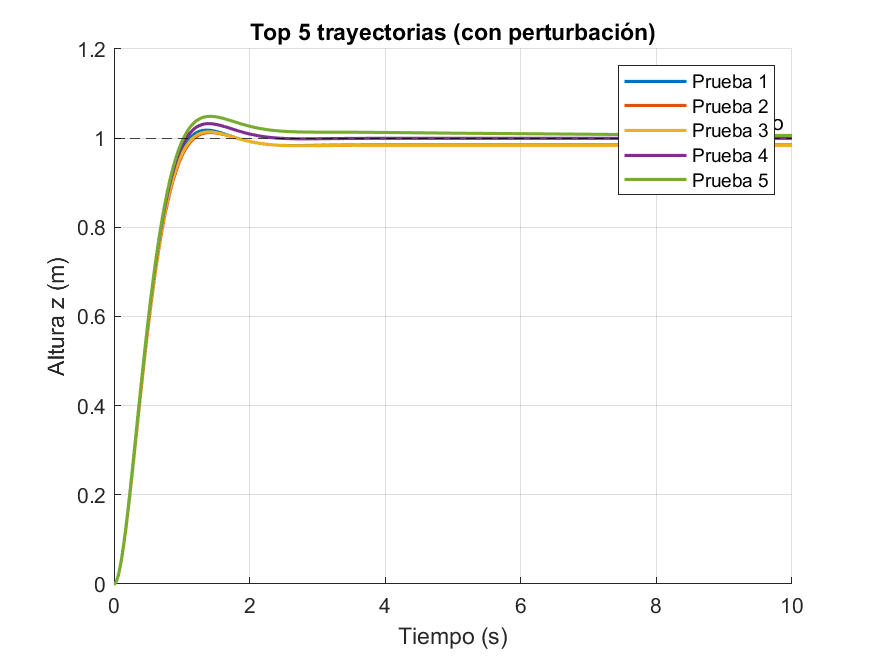 Top 5 trayectorias (con perturbación)
1.2
1
0.8
0.6
0.4
0.2
0
Altura z (m)
Prueba 1
Prueba 2
Prueba 3
Prueba 4
Prueba 5
0
2
4
6
8
10
Tiempo (s)